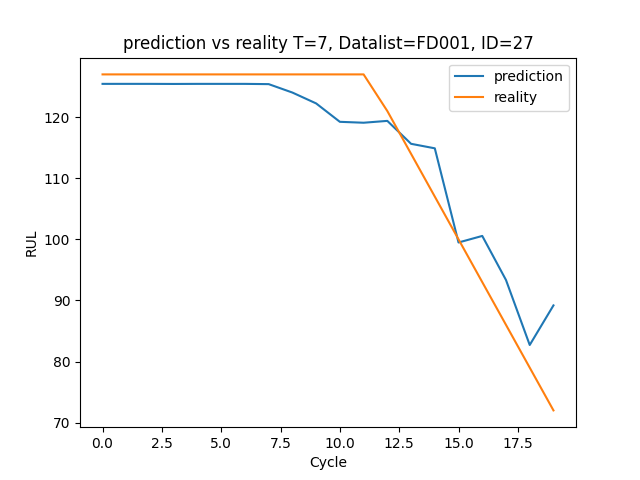 prediction vs reality T=7, Datalist=FD001, ID=27
prediction
reality
RUL
120
110
100
90
80
70
0.0 2.5 5.0 7.5 10.0 12.5 15.0 17.5
Cycle